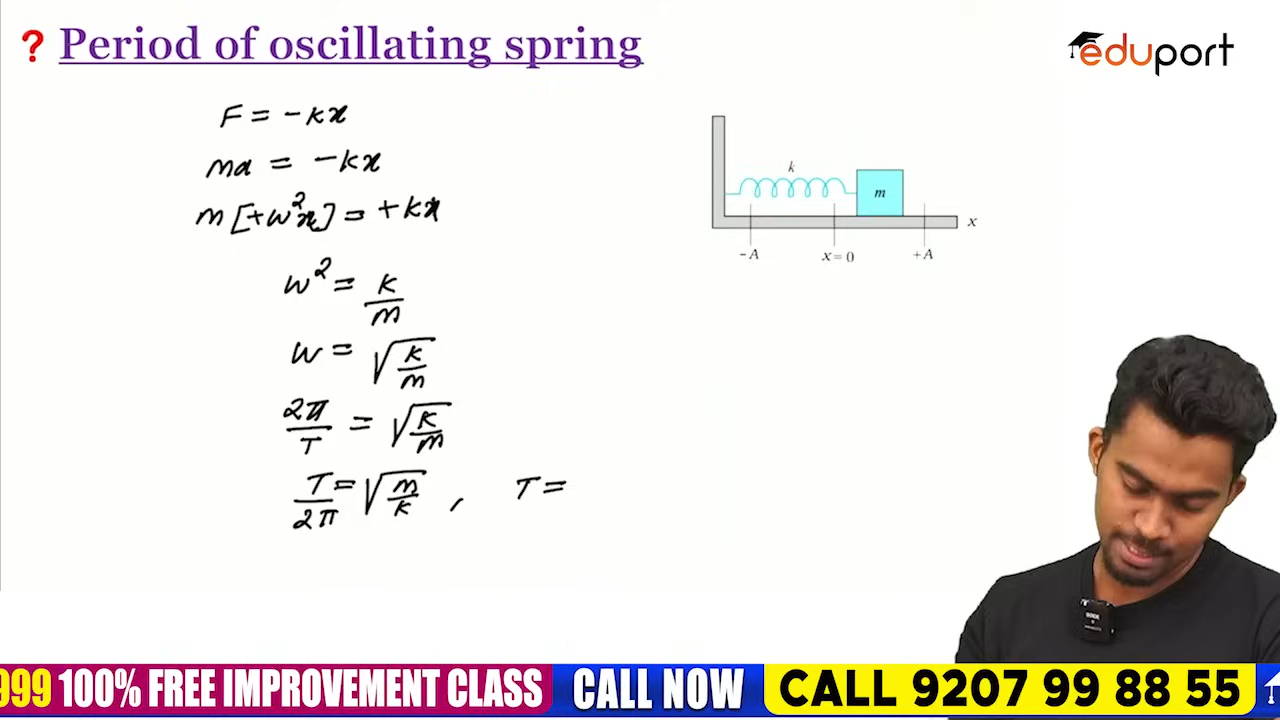 ? Period of oscillating spring
eduport
F = -kx
ma = -kx
m[+w²x] = +kx
w² = k/m
w = √k/m
2π/T = √k/m
T/2π = √m/k , T =
k
m
x
-A
x = 0
+A
999 100% FREE IMPROVEMENT CLASS
CALL NOW
CALL 9207 99 88 55